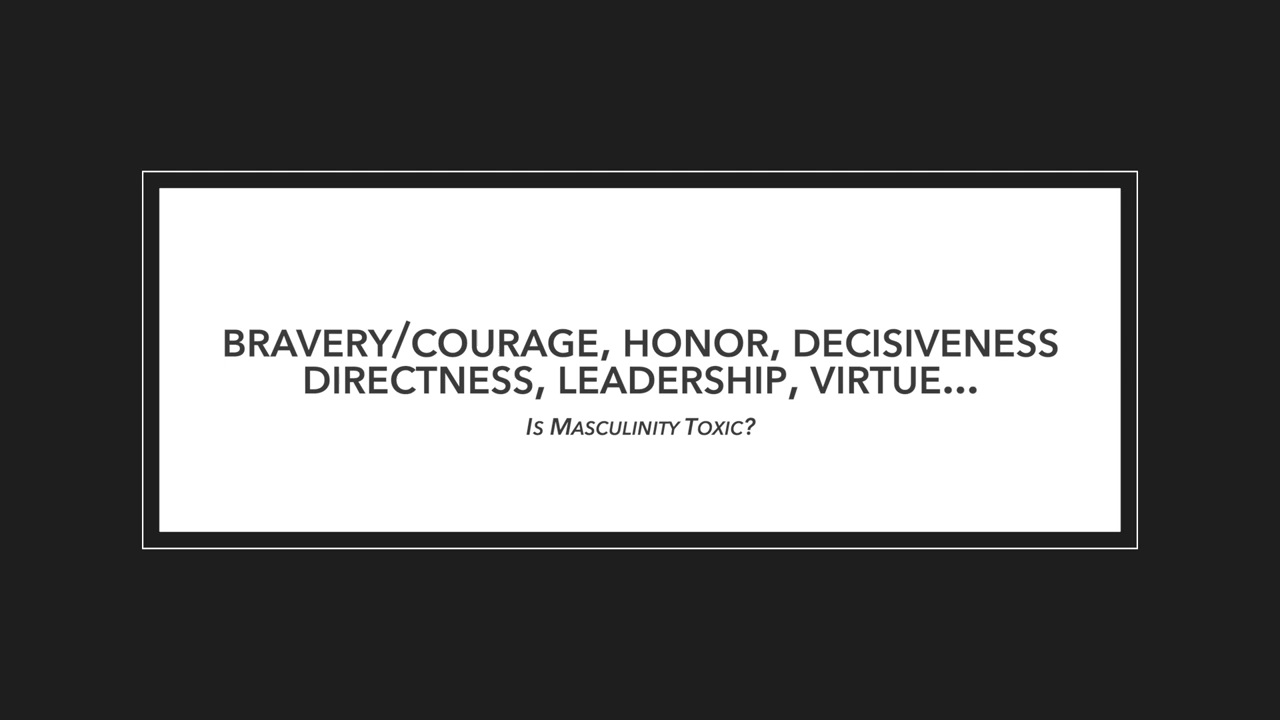 BRAVERY/COURAGE, HONOR, DECISIVENESS
DIRECTNESS, LEADERSHIP, VIRTUE...
IS MASCULINITY TOXIC?